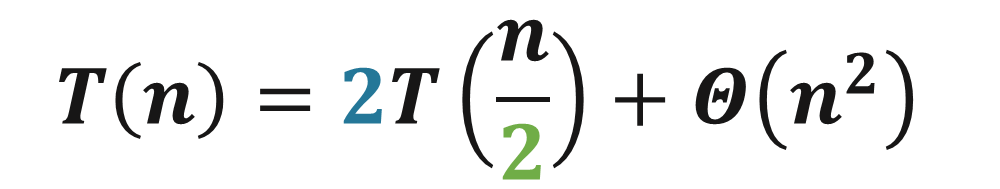 T(n) = 2T(n/2) + Θ(n²)